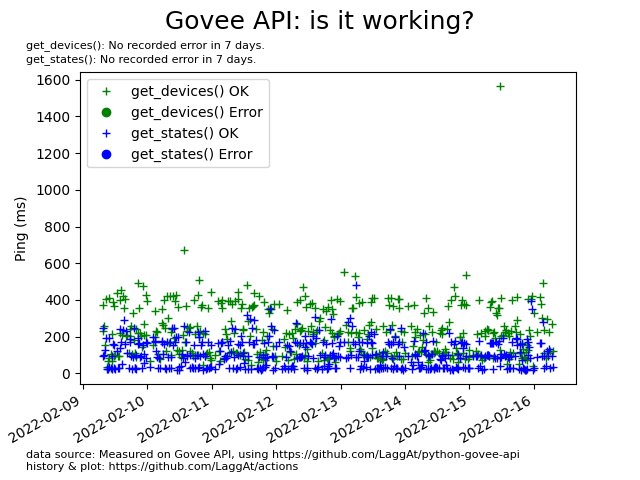 Govee API: is it working?
get_devices(): No recorded error in 7 days.
get_states(): No recorded error in 7 days.
get_devices() OK
get_devices() Error
get_states() OK
get_states() Error
Ping (ms)
1600
1400
1200
1000
800
600
400
200
0
2022-02-09
2022-02-10
2022-02-11
2022-02-12
2022-02-13
2022-02-14
2022-02-15
2022-02-16
data source: Measured on Govee API, using https://github.com/LaggAt/python-govee-api
history & plot: https://github.com/LaggAt/actions